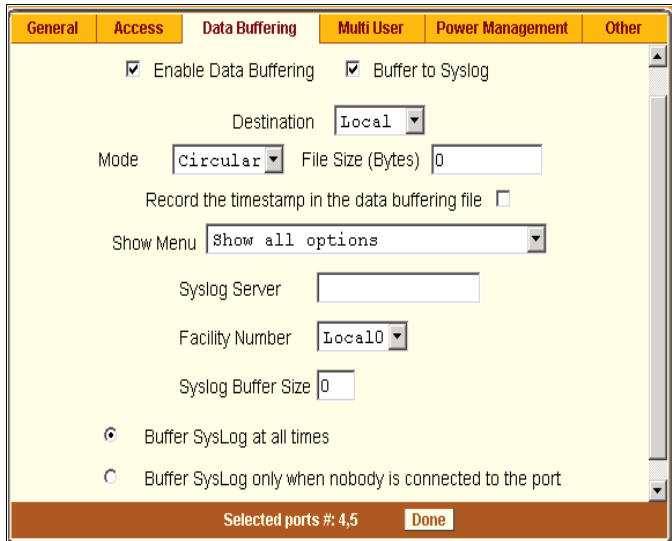 General Access Data Buffering Multi User Power Management Other
Enable Data Buffering Buffer to Syslog
Destination Local
Mode Circular File Size (Bytes) 0
Record the timestamp in the data buffering file
Show Menu Show all options
Syslog Server
Facility Number Local0
Syslog Buffer Size 0
Buffer SysLog at all times
Buffer SysLog only when nobody is connected to the port
Selected ports #: 4,5 Done